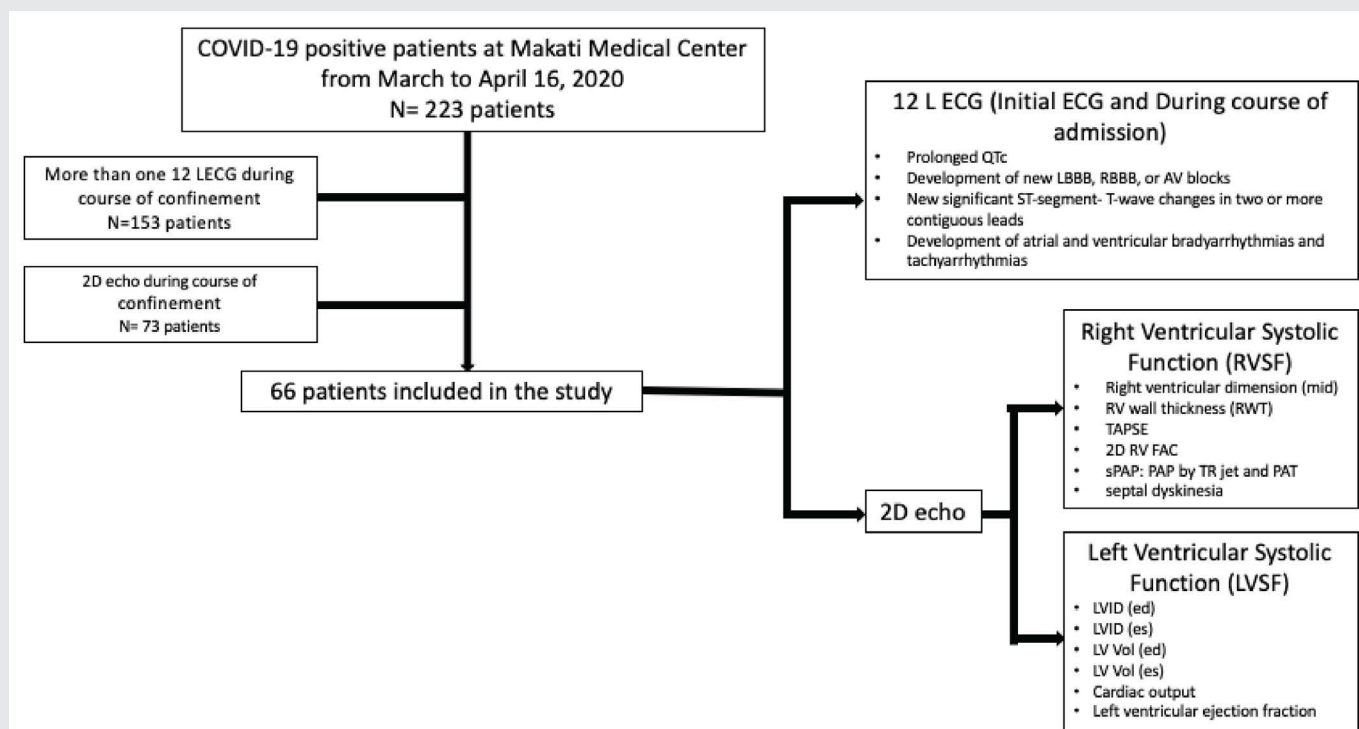 COVID-19 positive patients at Makati Medical Center
from March to April 16, 2020
N= 223 patients
More than one 12 LECG during
course of confinement
N=153 patients
2D echo during course of
confinement
N= 73 patients
66 patients included in the study
12 L ECG (Initial ECG and During course of
admission)
• Prolonged QTc
• Development of new LBBB, RBBB, or AV blocks
• New significant ST-segment- T-wave changes in two or more
contiguous leads
• Development of atrial and ventricular bradyarrhythmias and
tachyarrhythmias
2D echo
Right Ventricular Systolic
Function (RVSF)
• Right ventricular dimension (mid)
• RV wall thickness (RWT)
• TAPSE
• 2D RV FAC
• sPAP: PAP by TR jet and PAT
• septal dyskinesia
Left Ventricular Systolic
Function (LVSF)
• LVID (ed)
• LVID (es)
• LV Vol (ed)
• LV Vol (es)
• Cardiac output
• Left ventricular ejection fraction